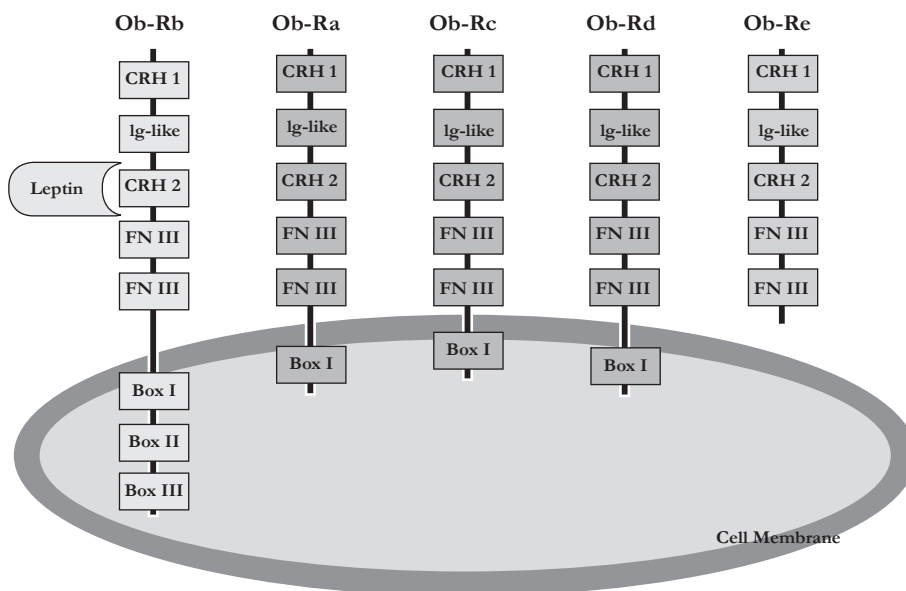 Ob-Rb Ob-Ra Ob-Rc Ob-Rd Ob-Re
CRH 1 CRH 1 CRH 1 CRH 1 CRH 1
lg-like lg-like lg-like lg-like lg-like
Leptin CRH 2 CRH 2 CRH 2 CRH 2 CRH 2
FN III FN III FN III FN III FN III
FN III FN III FN III FN III FN III
Box I Box I Box I Box I
Box II
Box III
Cell Membrane